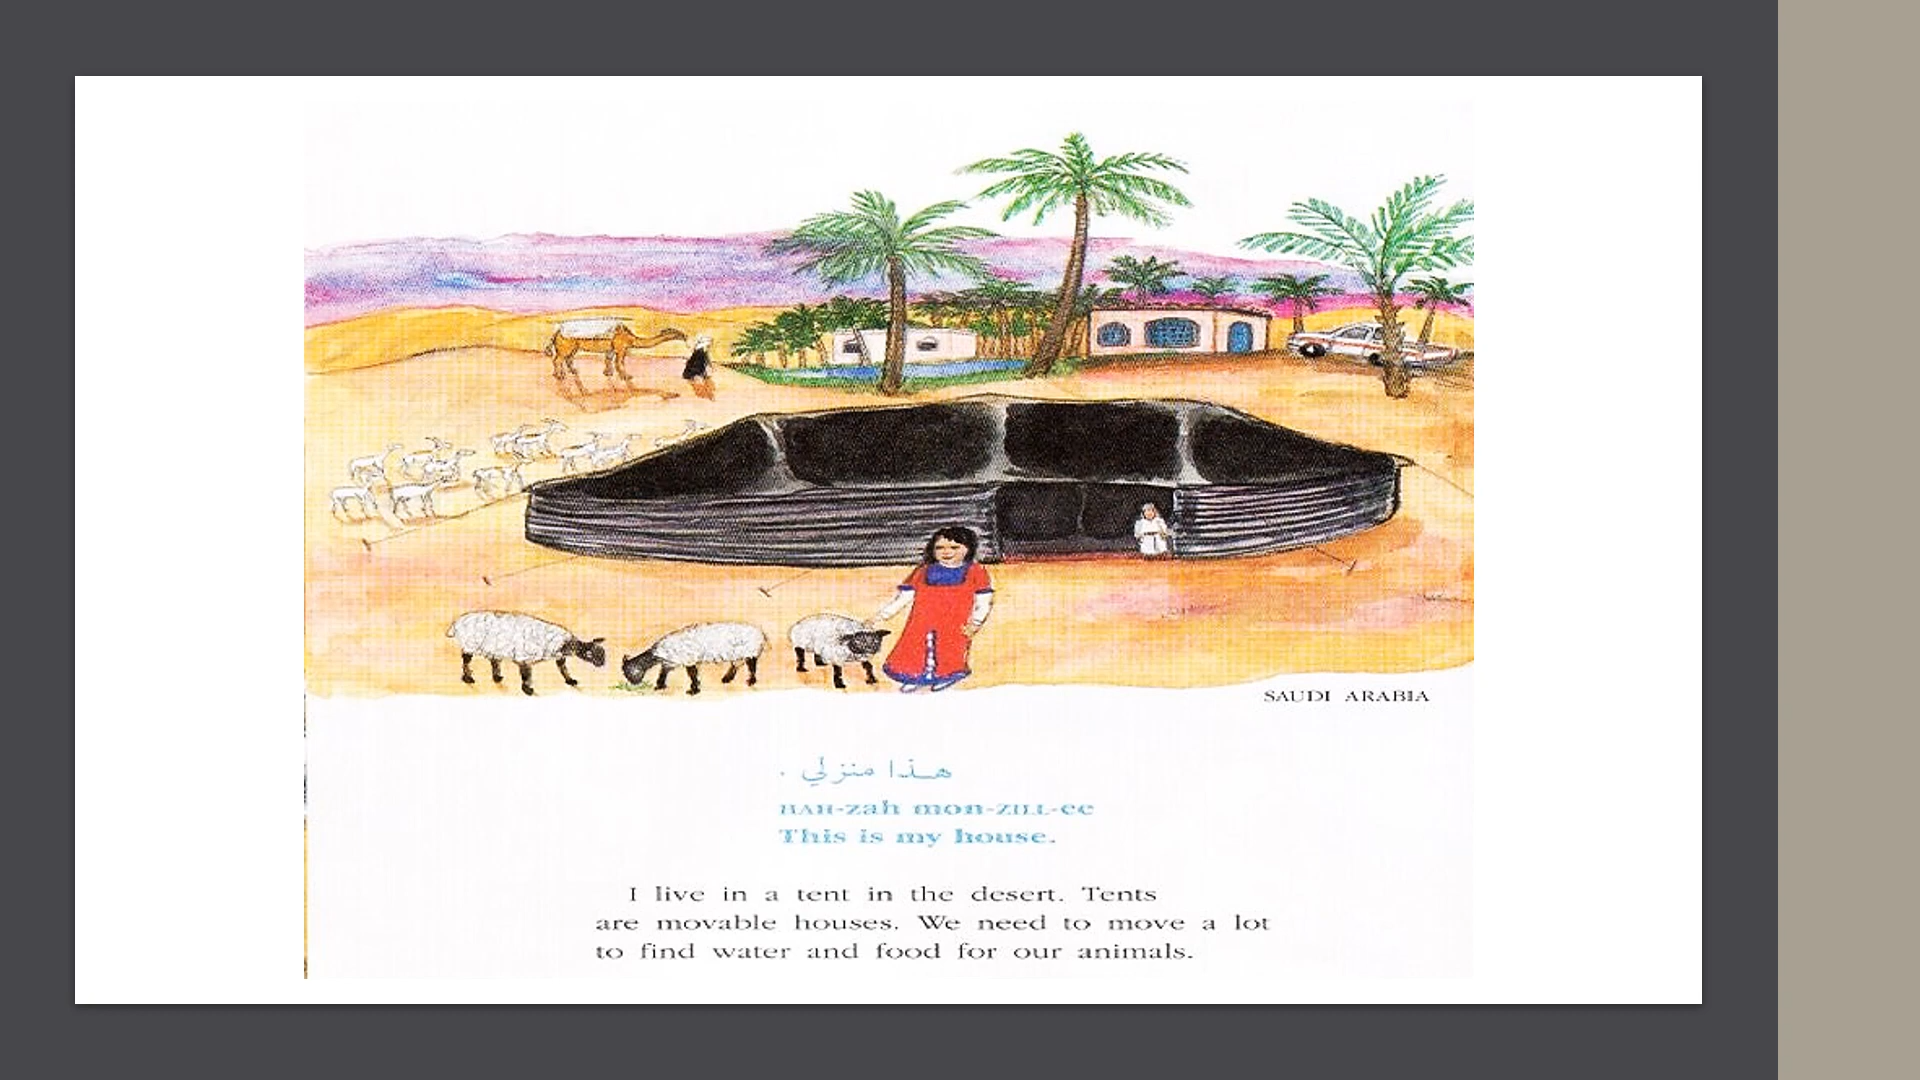 SAUDI ARABIA
هذا منزلي .
HAH-zah mon-ZILL-ee
This is my house.
I live in a tent in the desert. Tents
are movable houses. We need to move a lot
to find water and food for our animals.